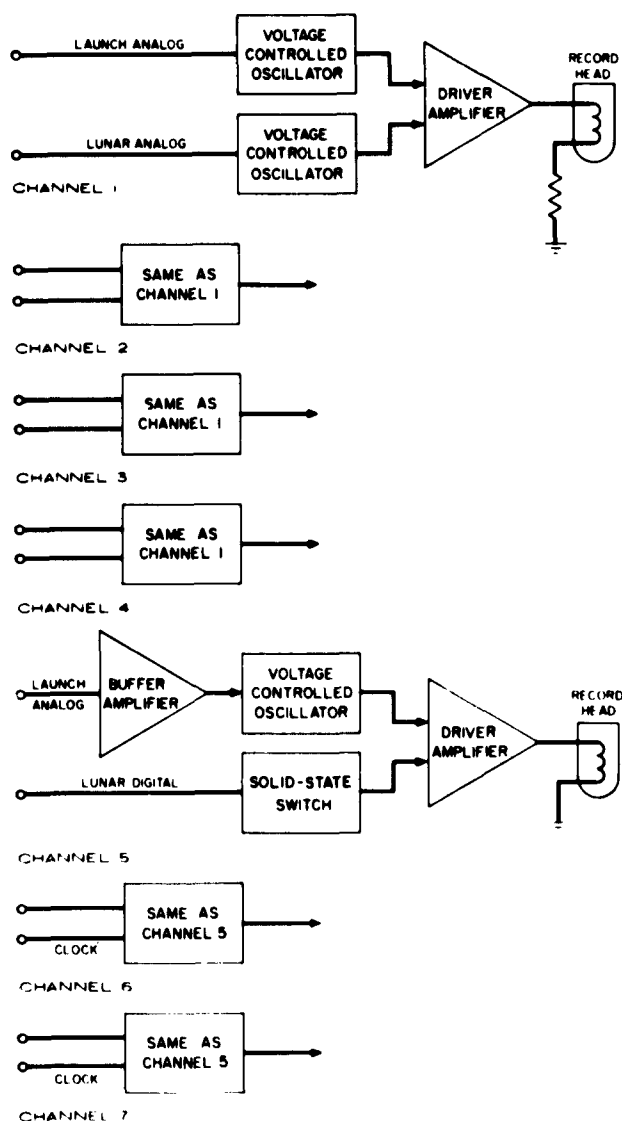 LAUNCH ANALOG
VOLTAGE
CONTROLLED
OSCILLATOR
DRIVER
AMPLIFIER
RECORD
HEAD
LUNAR ANALOG
VOLTAGE
CONTROLLED
OSCILLATOR
CHANNEL 1
SAME AS
CHANNEL 1
CHANNEL 2
SAME AS
CHANNEL 1
CHANNEL 3
SAME AS
CHANNEL 1
CHANNEL 4
LAUNCH
ANALOG
BUFFER
AMPLIFIER
VOLTAGE
CONTROLLED
OSCILLATOR
DRIVER
AMPLIFIER
RECORD
HEAD
LUNAR DIGITAL
SOLID-STATE
SWITCH
CHANNEL 5
SAME AS
CHANNEL 5
CLOCK
CHANNEL 6
SAME AS
CHANNEL 5
CLOCK
CHANNEL 7